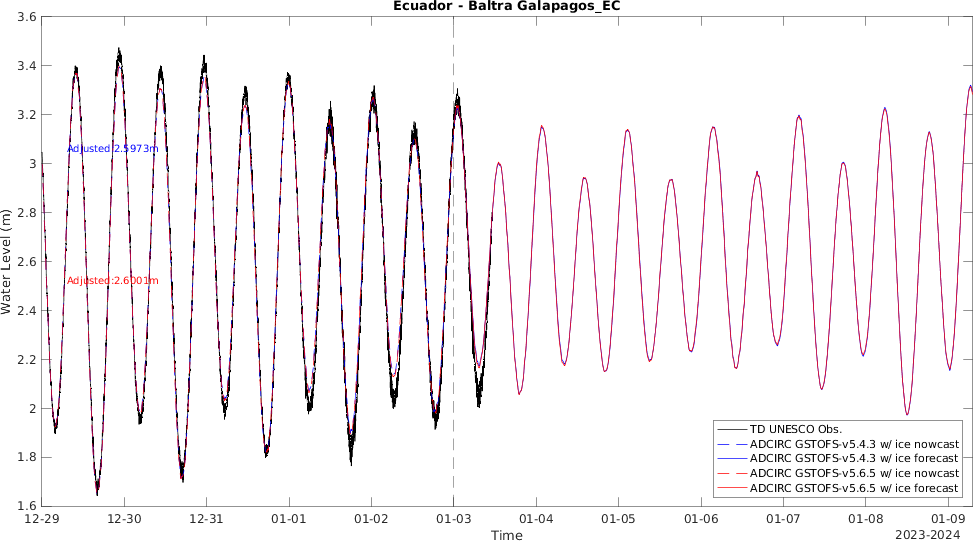 Ecuador - Baltra Galapagos_EC
3.6
3.4
3.2
3
2.8
2.6
2.4
2.2
2
1.8
1.6
Water Level (m)
Adjusted:2.5973m
Adjusted:2.6001m
TD UNESCO Obs.
ADCIRC GSTOFS-v5.4.3 w/ ice nowcast
ADCIRC GSTOFS-v5.4.3 w/ ice forecast
ADCIRC GSTOFS-v5.6.5 w/ ice nowcast
ADCIRC GSTOFS-v5.6.5 w/ ice forecast
12-29 12-30 12-31 01-01 01-02 01-03 01-04 01-05 01-06 01-07 01-08 01-09
Time
2023-2024